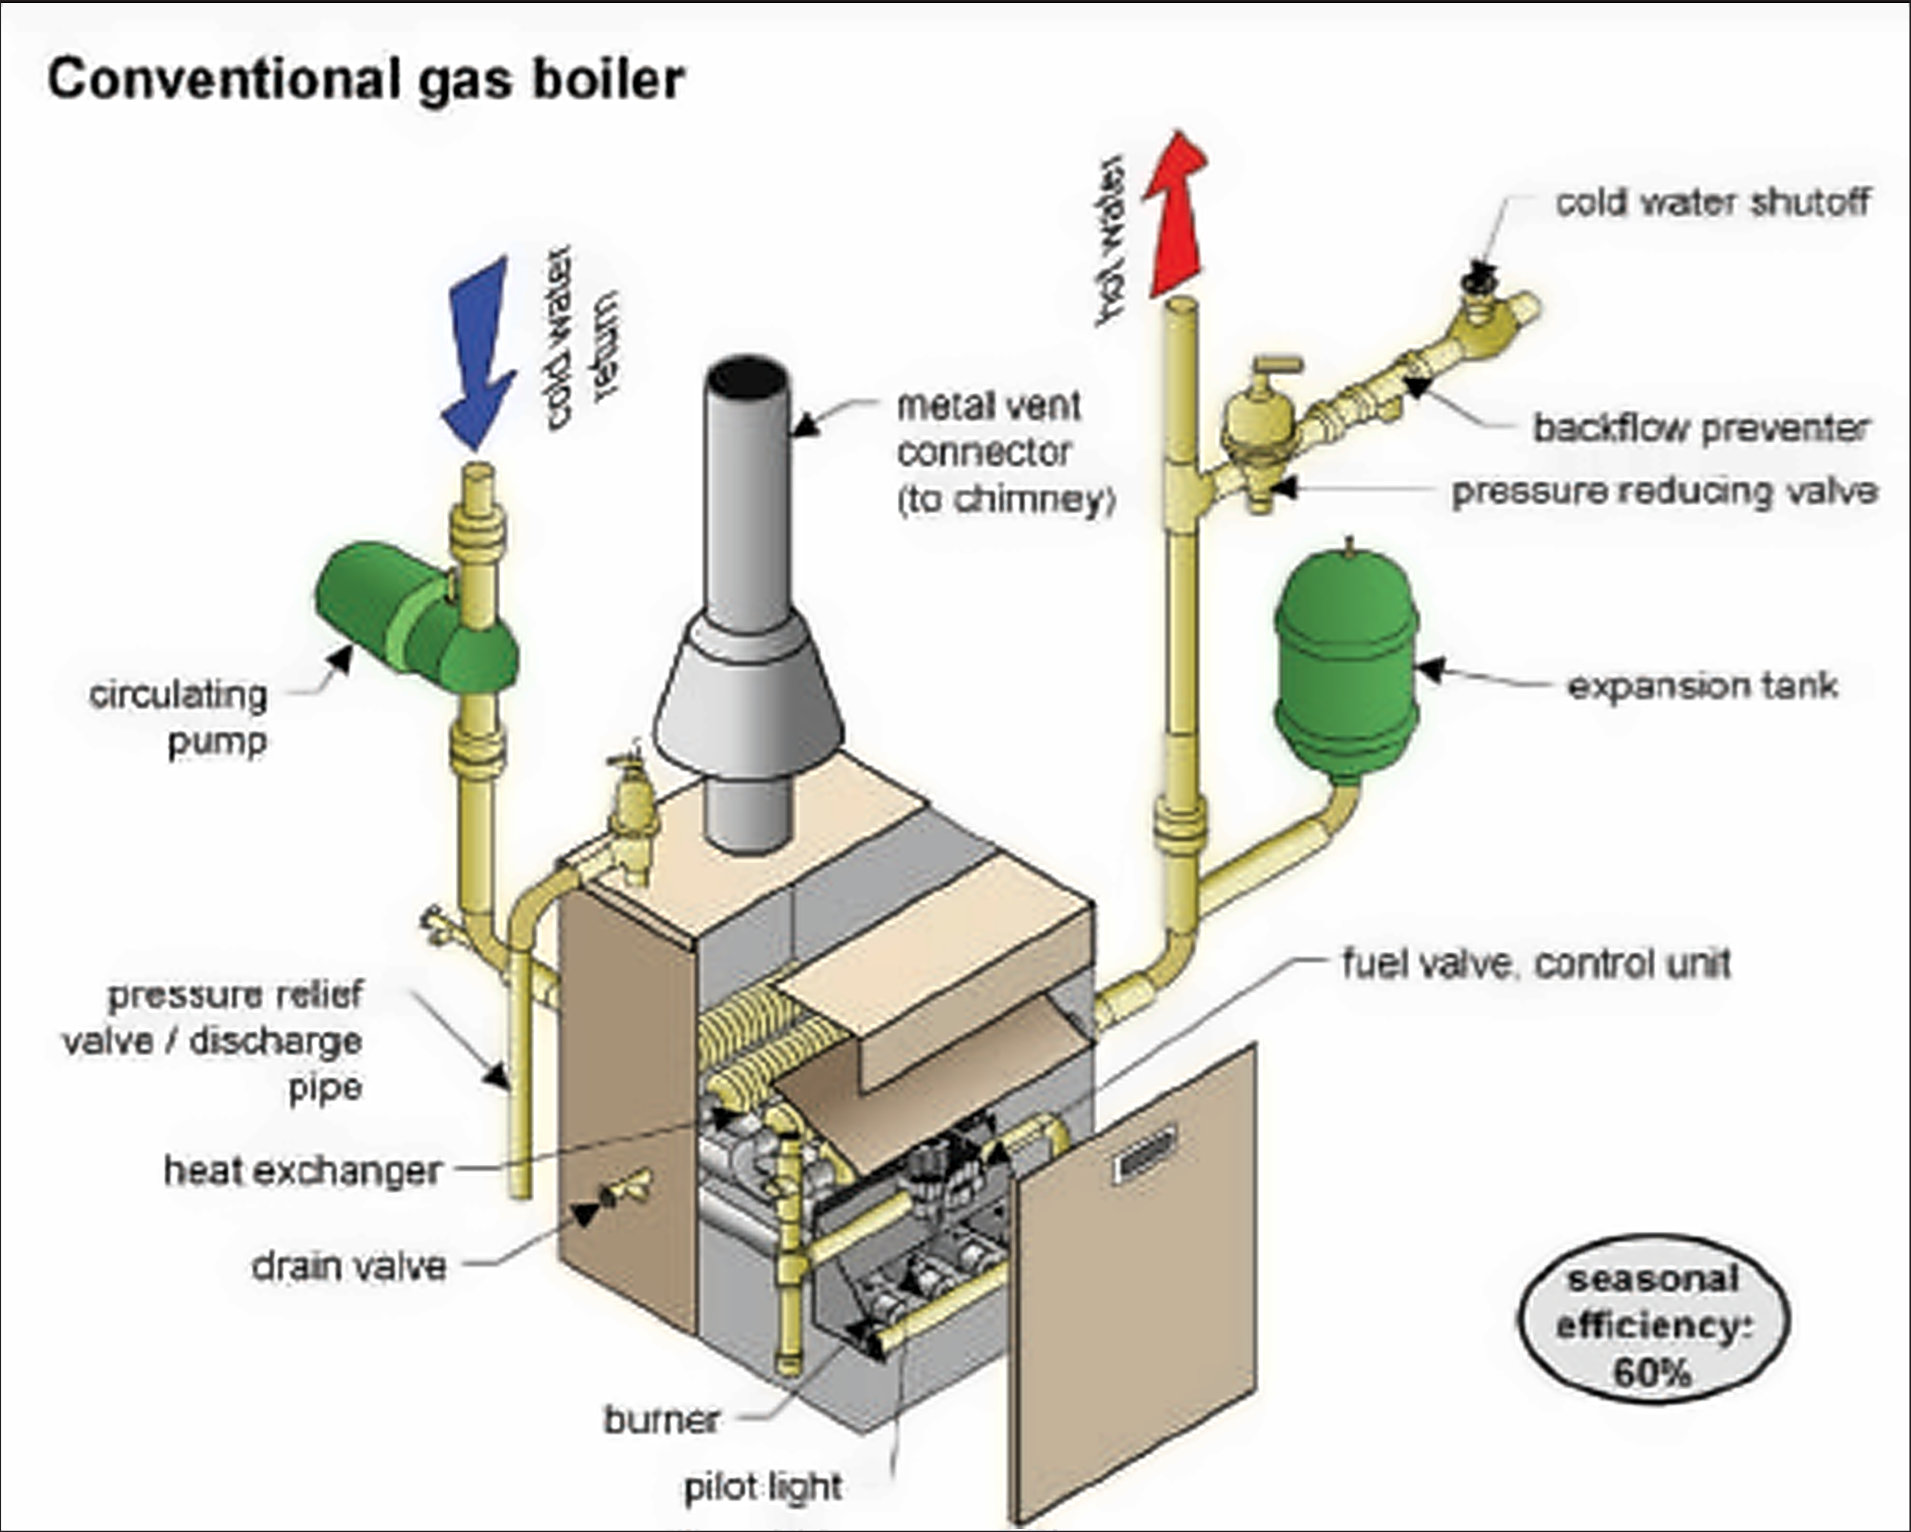 Conventional gas boiler
cold water
return
hot water
cold water shutoff
metal vent
connector
(to chimney)
backflow preventer
pressure reducing valve
circulating
pump
expansion tank
fuel valve, control unit
pressure relief
valve / discharge
pipe
heat exchanger
drain valve
burner
pilot light
seasonal
efficiency:
60%